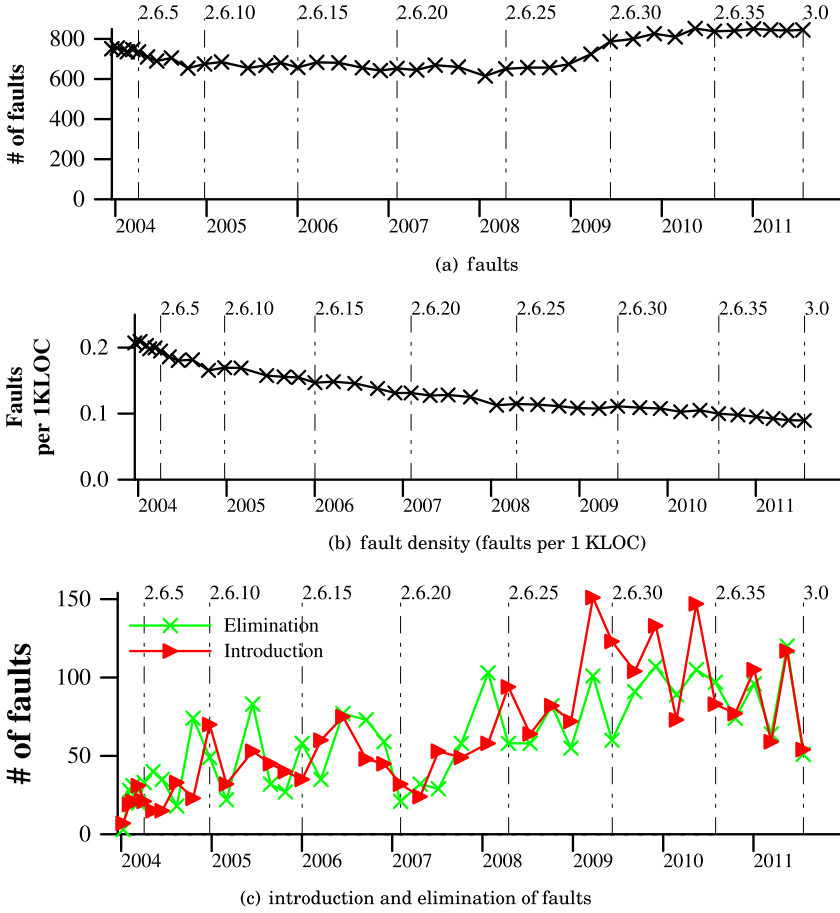 2.6.5 2.6.10 2.6.15 2.6.20 2.6.25 2.6.30 2.6.35 3.0
800
600
400
200
0
# of faults
2004 2005 2006 2007 2008 2009 2010 2011
(a) faults
2.6.5 2.6.10 2.6.15 2.6.20 2.6.25 2.6.30 2.6.35 3.0
0.2
0.1
0.0
Faults
per 1KLOC
2004 2005 2006 2007 2008 2009 2010 2011
(b) fault density (faults per 1 KLOC)
2.6.5 2.6.10 2.6.15 2.6.20 2.6.25 2.6.30 2.6.35 3.0
150
100
50
0
# of faults
Elimination
Introduction
2004 2005 2006 2007 2008 2009 2010 2011
(c) introduction and elimination of faults